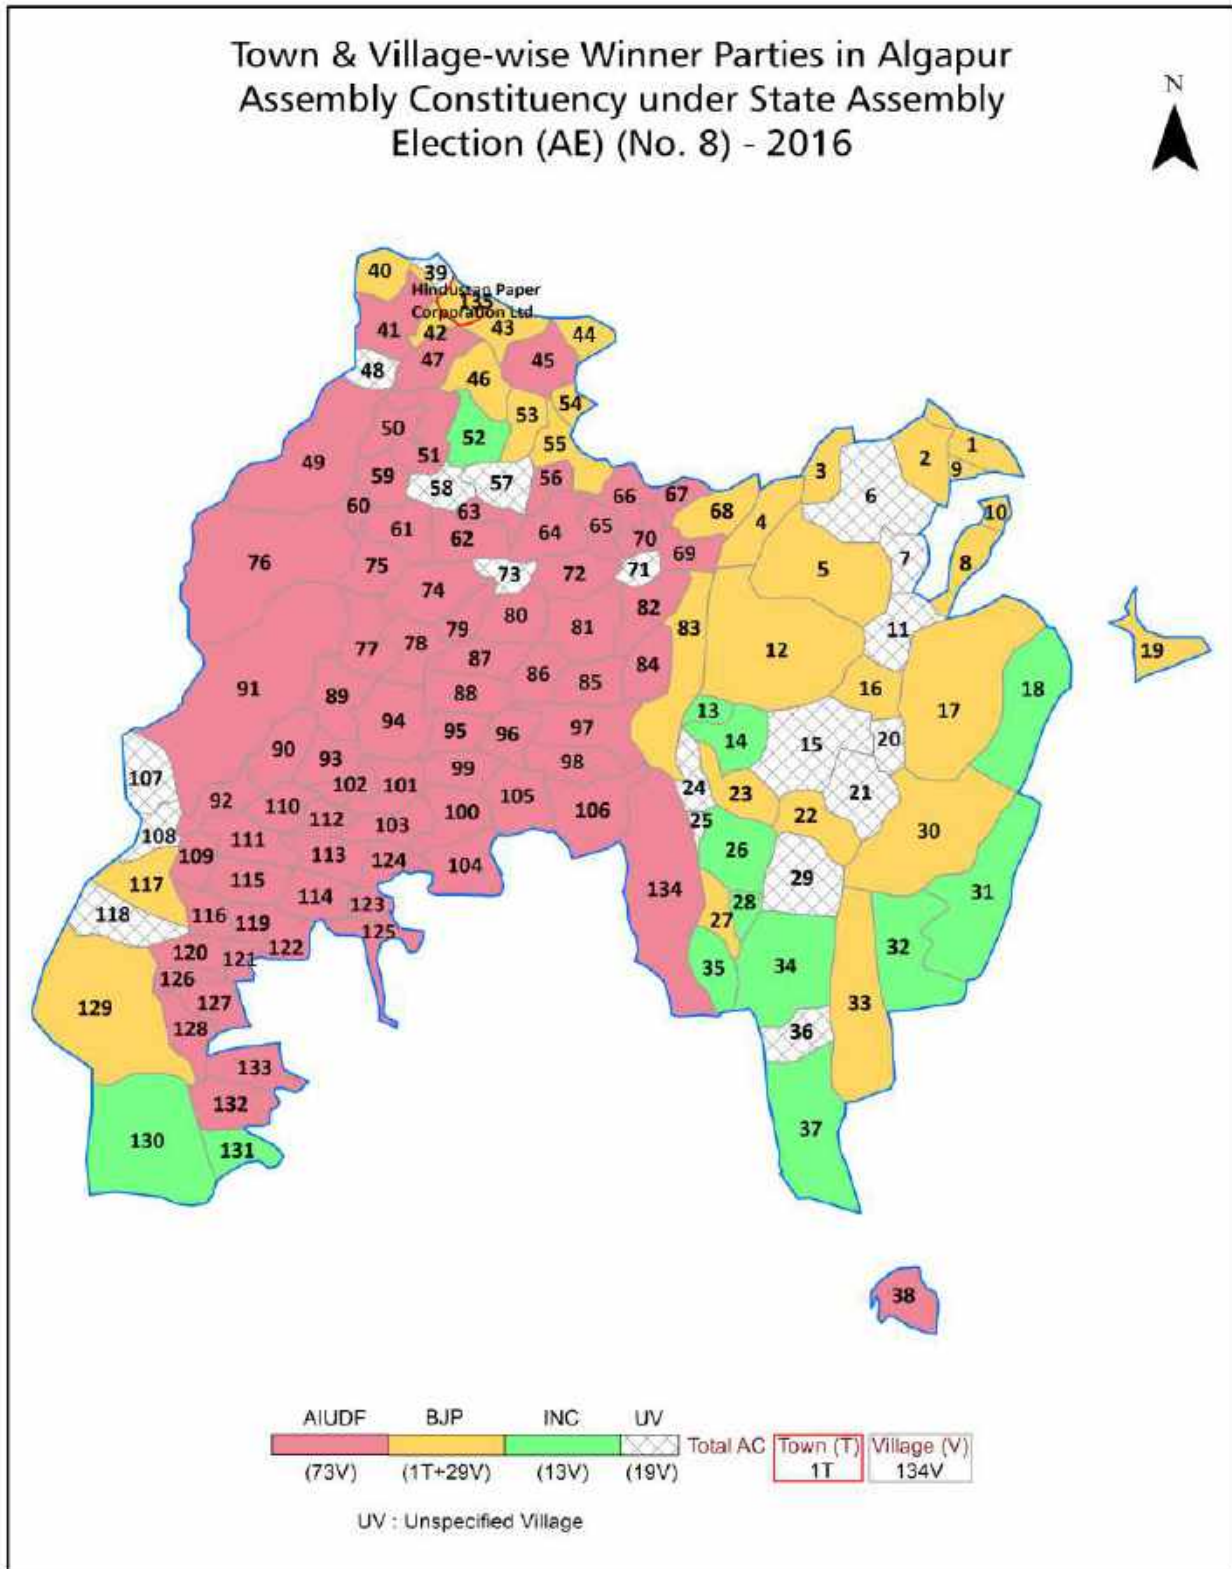 Town & Village-wise Winner Parties in Algapur
Assembly Constituency under State Assembly
Election (AE) (No. 8) - 2016
N
40 39
Hindustan Paper
135
Corporation Ltd.
41 42 43 44
47 45
48 46
54
50 53
52 55
51
49
59 58 57 56
60 63 66 67
61 62 64 65 70 68 4
69
76 75 73 72 71
74
80 82
77 78 79 81 83
87 84
86 85
91 89 88
94 95 96 97
90 93 98
99
102 101
107 92 110 105
112 100 106
108 111 103
109 113 124 104
117 115
114 134
118 116 119 123
125
120 121 122
126
129 127
128
133
132
130 131
1
2
3 9
6
10
5 7 8
11
12 19
16
17 18
13
14 15 20
24 23 21
25 22
26 30
29
28 31
27
32
35 34
33
36
37
38
AIUDF BJP INC UV
Total AC Town (T) Village (V)
(73V) (1T+29V) (13V) (19V) 1T 134V
UV : Unspecified Village